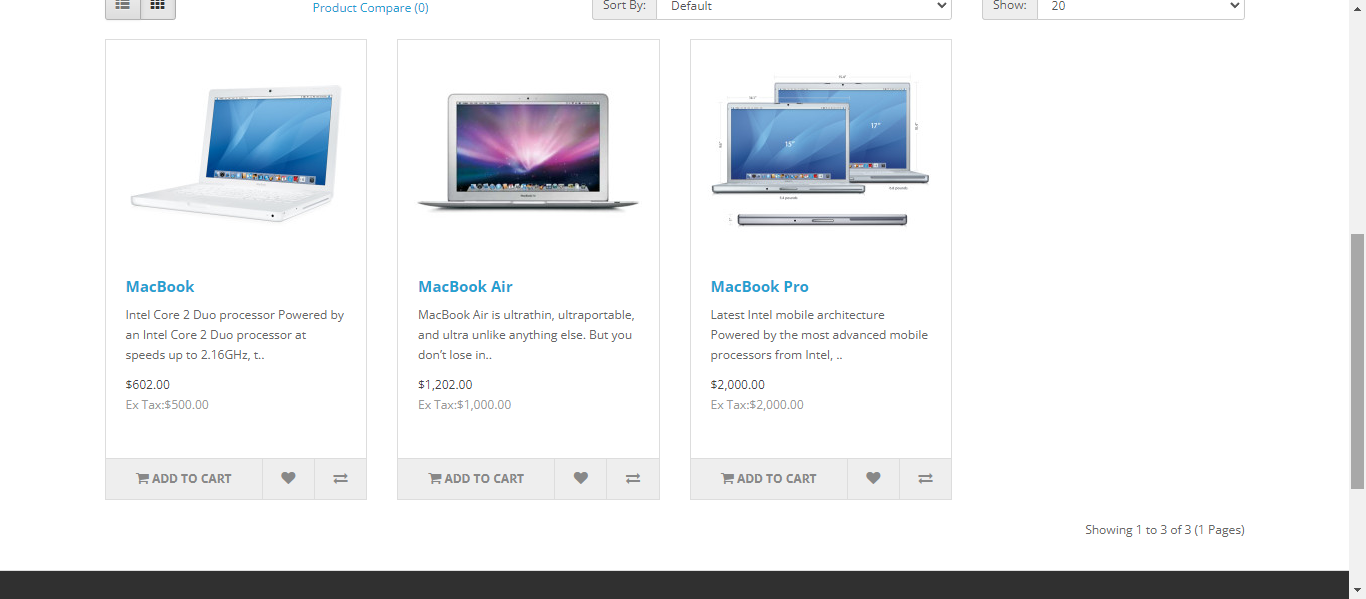 Product Compare (0)
Sort By:
Default
Show:
20
15"
17"
MacBook
Intel Core 2 Duo processor Powered by
an Intel Core 2 Duo processor at
speeds up to 2.16GHz, t..
$602.00
Ex Tax:$500.00
ADD TO CART
MacBook Air
MacBook Air is ultrathin, ultraportable,
and ultra unlike anything else. But you
don’t lose in..
$1,202.00
Ex Tax:$1,000.00
ADD TO CART
MacBook Pro
Latest Intel mobile architecture
Powered by the most advanced mobile
processors from Intel, ..
$2,000.00
Ex Tax:$2,000.00
ADD TO CART
Showing 1 to 3 of 3 (1 Pages)